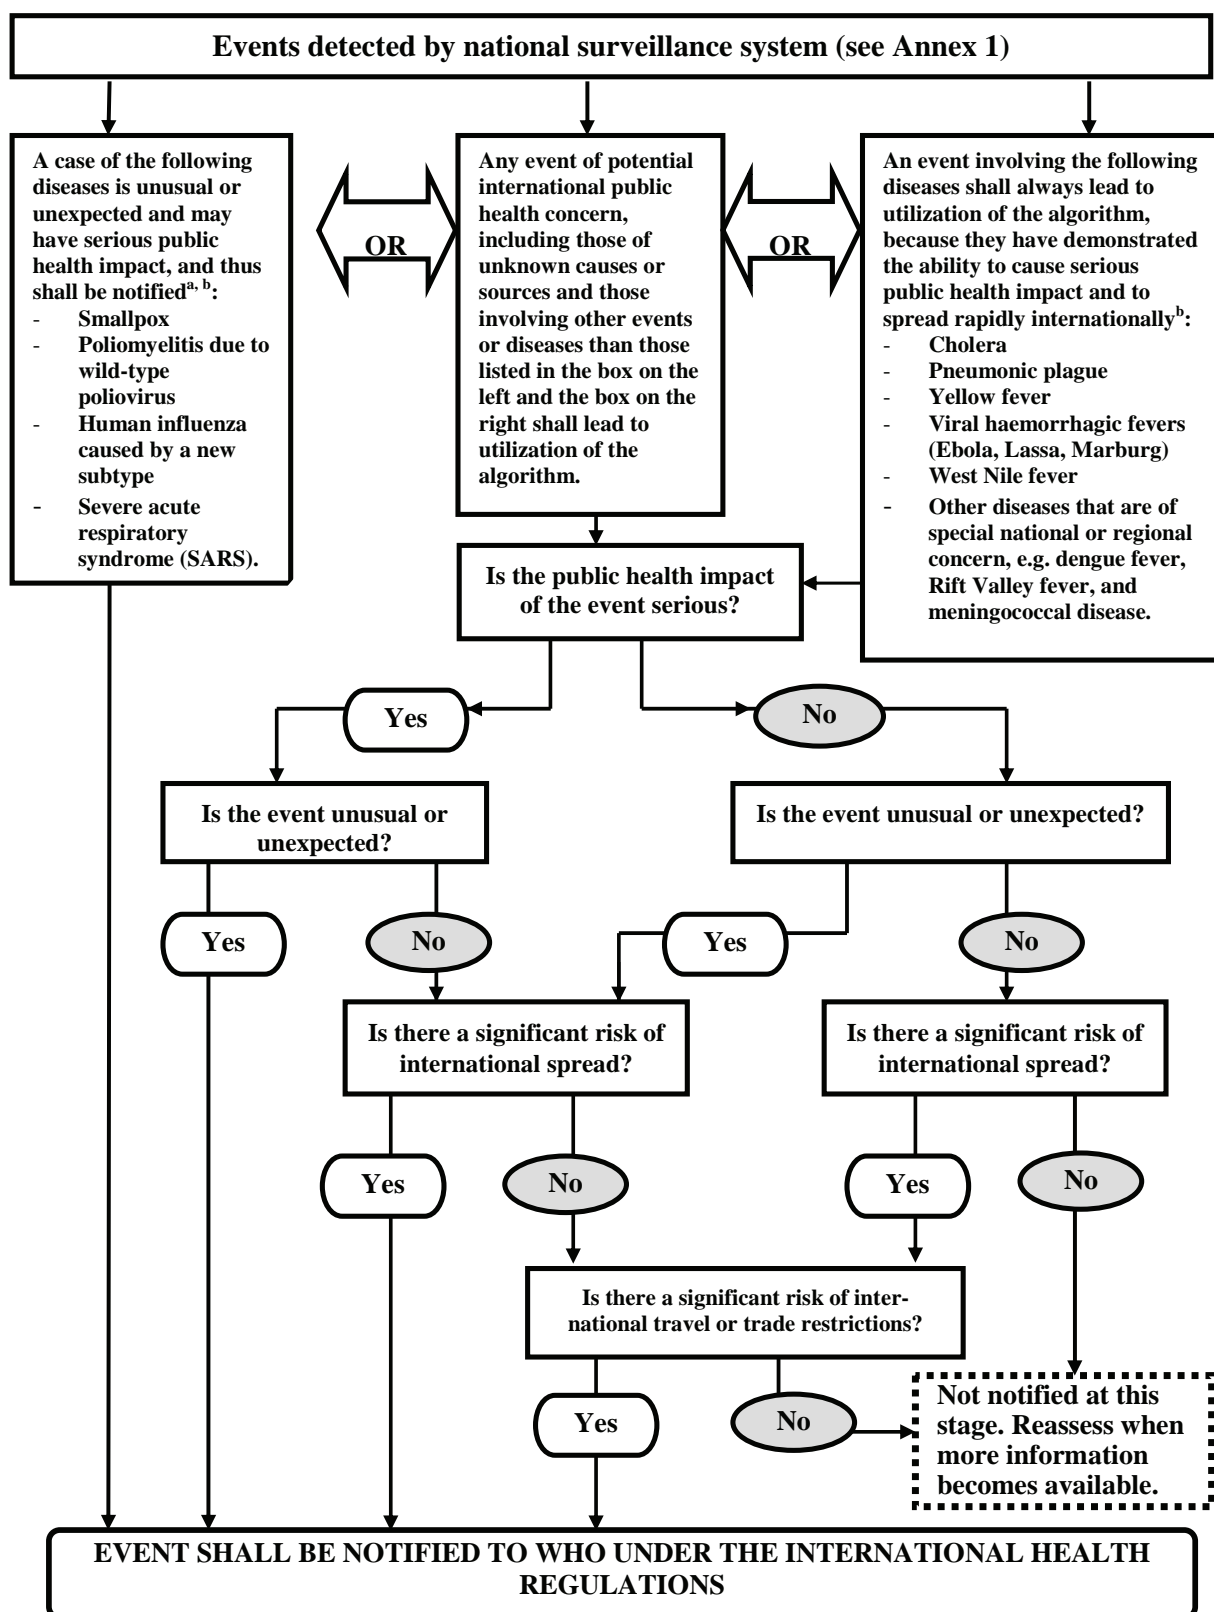 Events detected by national surveillance system (see Annex 1)
A case of the following
diseases is unusual or
unexpected and may
have serious public
health impact, and thus
shall be notifiedᵃ, ᵇ:
- Smallpox
- Poliomyelitis due to
wild-type
poliovirus
- Human influenza
caused by a new
subtype
- Severe acute
respiratory
syndrome (SARS).
OR
Any event of potential
international public
health concern,
including those of
unknown causes or
sources and those
involving other events
or diseases than those
listed in the box on the
left and the box on the
right shall lead to
utilization of the
algorithm.
OR
An event involving the following
diseases shall always lead to
utilization of the algorithm,
because they have demonstrated
the ability to cause serious
public health impact and to
spread rapidly internationallyᵇ:
- Cholera
- Pneumonic plague
- Yellow fever
- Viral haemorrhagic fevers
(Ebola, Lassa, Marburg)
- West Nile fever
- Other diseases that are of
special national or regional
concern, e.g. dengue fever,
Rift Valley fever, and
meningococcal disease.
Is the public health impact
of the event serious?
Yes
No
Is the event unusual or
unexpected?
Is the event unusual or unexpected?
Yes
No
Yes
No
Is there a significant risk of
international spread?
Is there a significant risk of
international spread?
Yes
No
Yes
No
Is there a significant risk of inter-
national travel or trade restrictions?
Yes
No
Not notified at this
stage. Reassess when
more information
becomes available.
EVENT SHALL BE NOTIFIED TO WHO UNDER THE INTERNATIONAL HEALTH
REGULATIONS